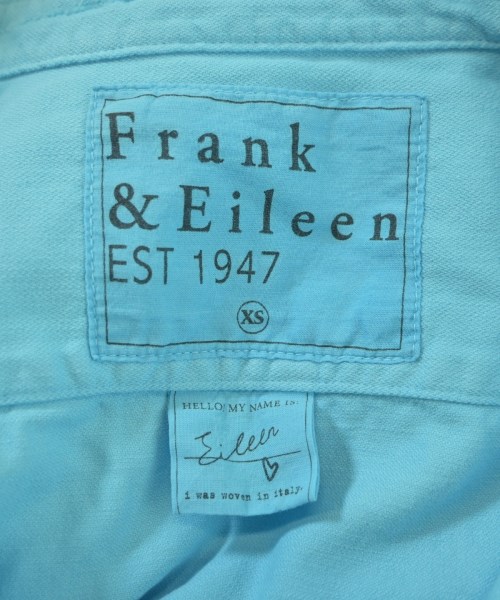 Frank
& Eileen
EST 1947
XS
HELLO! MY NAME IS:
Eileen
i was woven in italy.